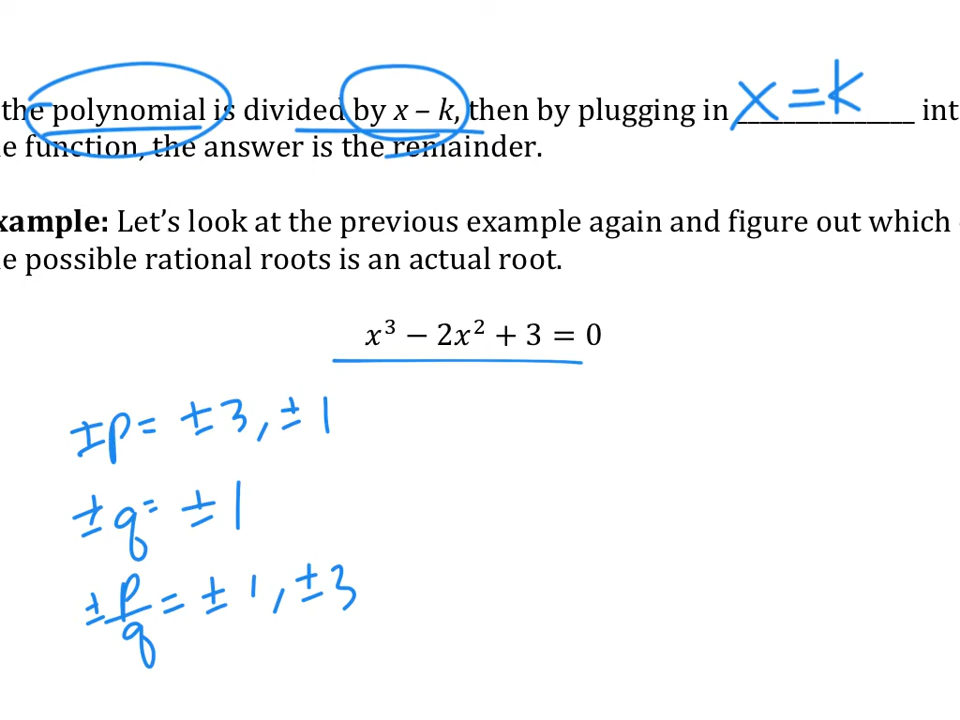 the polynomial is divided by x – k, then by plugging in x = k int
e function, the answer is the remainder.
xample: Let's look at the previous example again and figure out which
e possible rational roots is an actual root.
x³ − 2x² + 3 = 0
±p = ±3, ±1
±q = ±1
±p/q = ±1, ±3